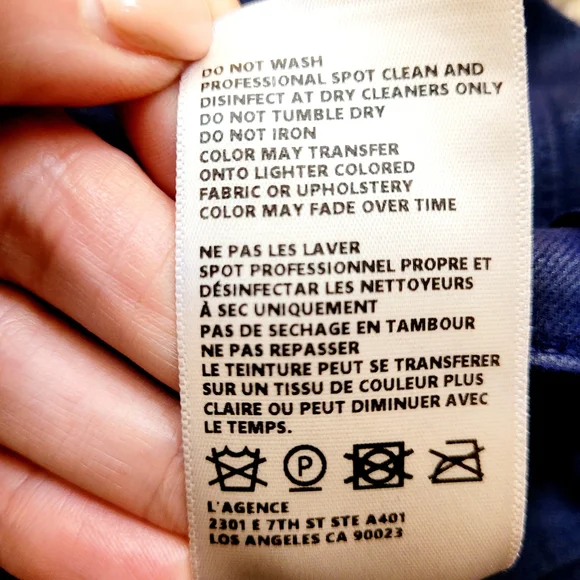 DO NOT WASH
PROFESSIONAL SPOT CLEAN AND
DISINFECT AT DRY CLEANERS ONLY
DO NOT TUMBLE DRY
DO NOT IRON
COLOR MAY TRANSFER
ONTO LIGHTER COLORED
FABRIC OR UPHOLSTERY
COLOR MAY FADE OVER TIME
NE PAS LES LAVER
SPOT PROFESSIONNEL PROPRE ET
DÉSINFECTAR LES NETTOYEURS
À SEC UNIQUEMENT
PAS DE SECHAGE EN TAMBOUR
NE PAS REPASSER
LE TEINTURE PEUT SE TRANSFERER
SUR UN TISSU DE COULEUR PLUS
CLAIRE OU PEUT DIMINUER AVEC
LE TEMPS.
P
L'AGENCE
2301 E 7TH ST STE A401
LOS ANGELES CA 90023